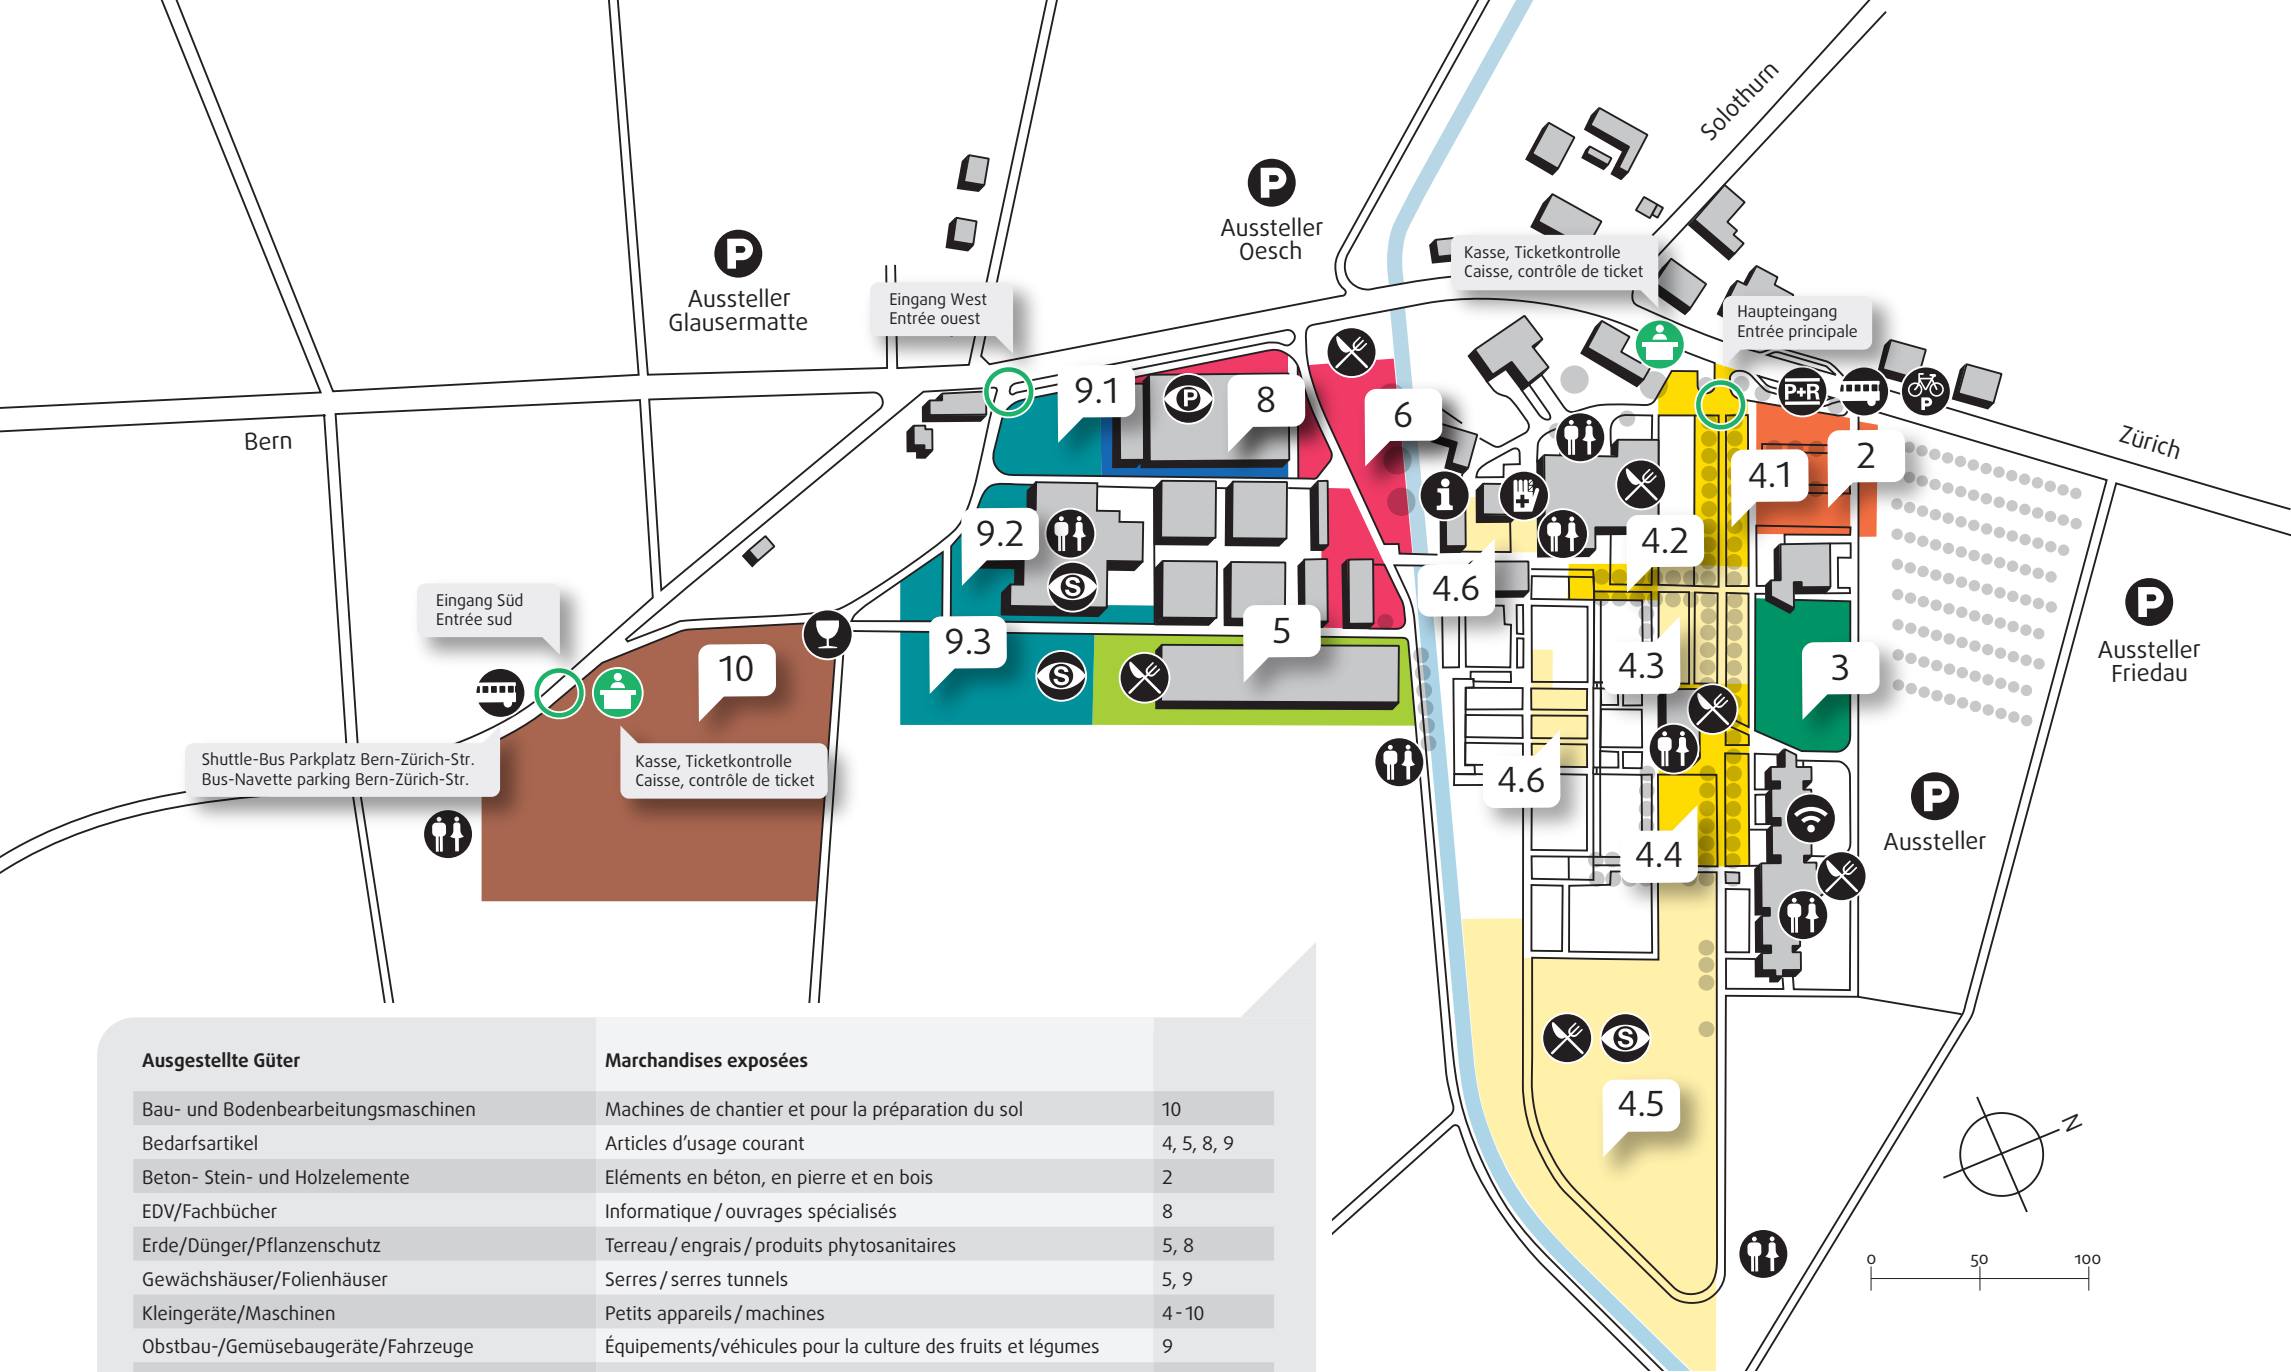 Solothurn
P
Aussteller
Oesch
P
Aussteller
Glausermatte
Kasse, Ticketkontrolle
Caisse, contrôle de ticket
Eingang West
Entrée ouest
Haupteingang
Entrée principale
9.1
P
8
6
P+R
P
Bern
Zürich
4.1
2
i
9.2
4.2
S
4.6
Eingang Süd
Entrée sud
P
Aussteller
Friedau
10
9.3
S
5
4.3
3
Shuttle-Bus Parkplatz Bern-Zürich-Str.
Bus-Navette parking Bern-Zürich-Str.
Kasse, Ticketkontrolle
Caisse, contrôle de ticket
4.6
P
Aussteller
4.4
S
4.5
N
0 50 100
Ausgestellte Güter Marchandises exposées
Bau- und Bodenbearbeitungsmaschinen Machines de chantier et pour la préparation du sol 10
Bedarfsartikel Articles d’usage courant 4, 5, 8, 9
Beton- Stein- und Holzelemente Eléments en béton, en pierre et en bois 2
EDV/Fachbücher Informatique / ouvrages spécialisés 8
Erde/Dünger/Pflanzenschutz Terreau / engrais / produits phytosanitaires 5, 8
Gewächshäuser/Folienhäuser Serres / serres tunnels 5, 9
Kleingeräte/Maschinen Petits appareils / machines 4 - 10
Obstbau-/Gemüsebaugeräte/Fahrzeuge Équipements/véhicules pour la culture des fruits et légumes 9